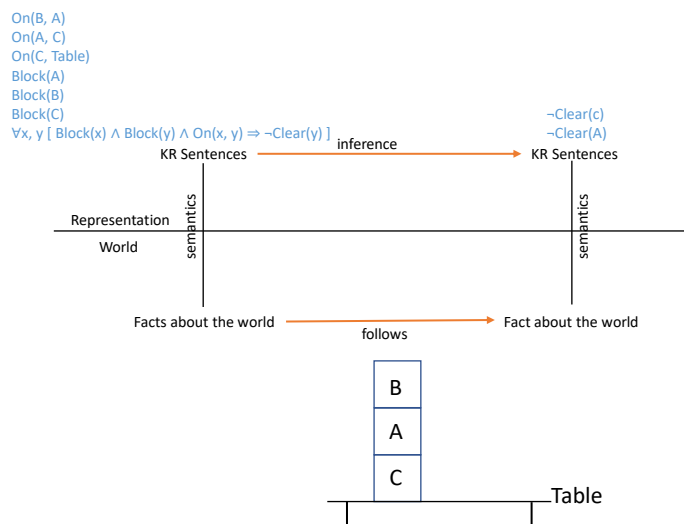 On(B, A)
On(A, C)
On(C, Table)
Block(A)
Block(B)
Block(C)
∀x, y [ Block(x) ∧ Block(y) ∧ On(x, y) ⇒ ¬Clear(y) ]
¬Clear(c)
¬Clear(A)
KR Sentences
inference
KR Sentences
semantics
semantics
Representation
World
Facts about the world
follows
Fact about the world
B
A
C
Table